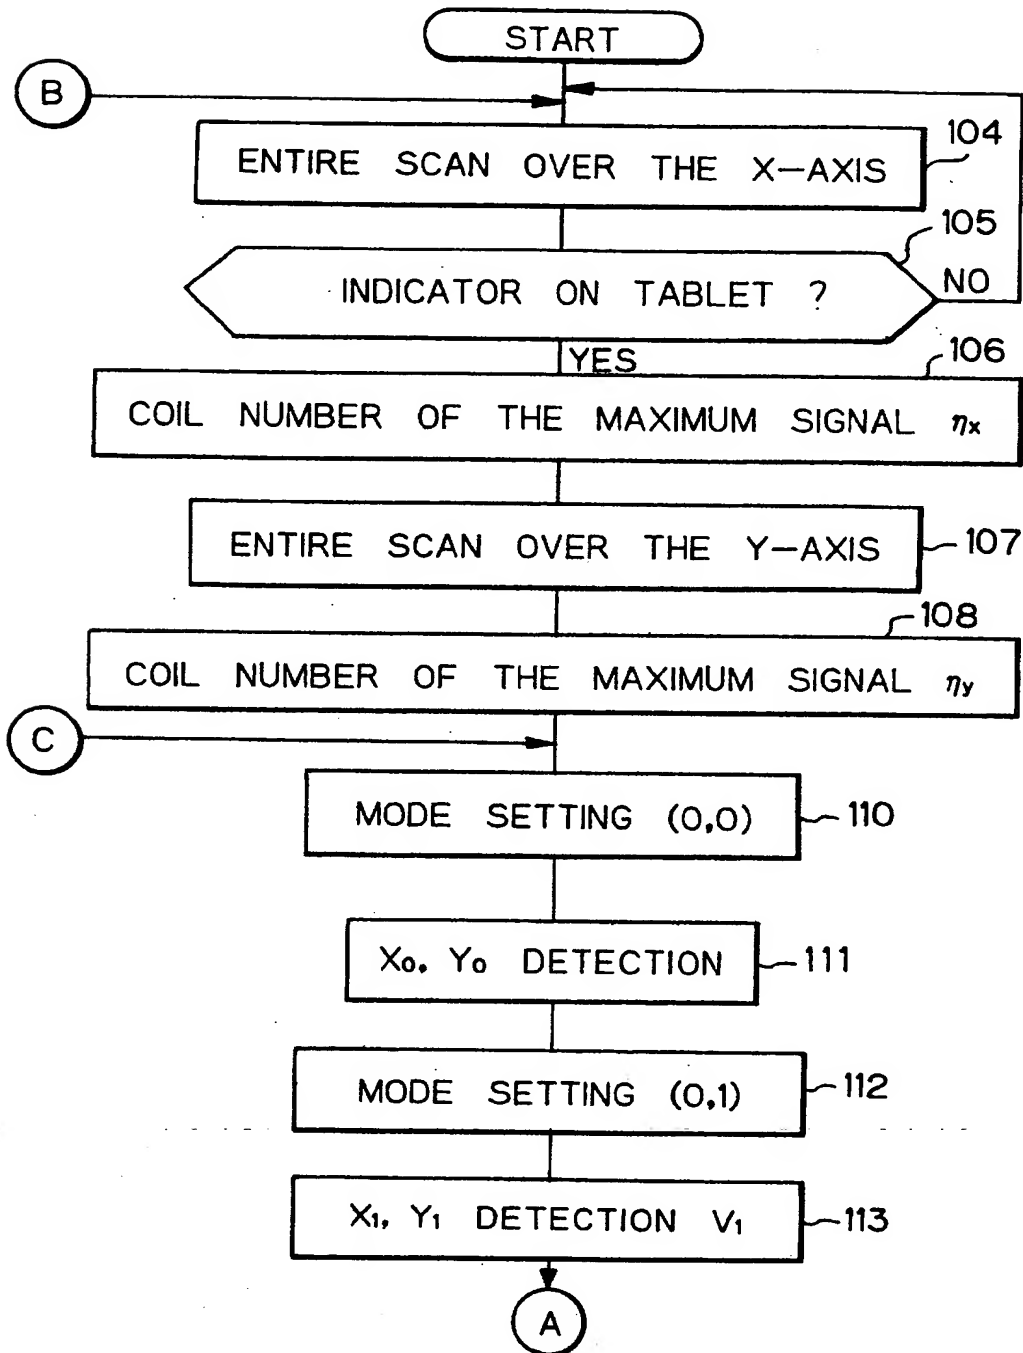 START
B
104
ENTIRE SCAN OVER THE X-AXIS
105
INDICATOR ON TABLET ?
NO
YES
106
COIL NUMBER OF THE MAXIMUM SIGNAL ηx
ENTIRE SCAN OVER THE Y-AXIS
107
108
COIL NUMBER OF THE MAXIMUM SIGNAL ηy
C
MODE SETTING (0,0)
110
X0, Y0 DETECTION
111
MODE SETTING (0,1)
112
X1, Y1 DETECTION V1
113
A